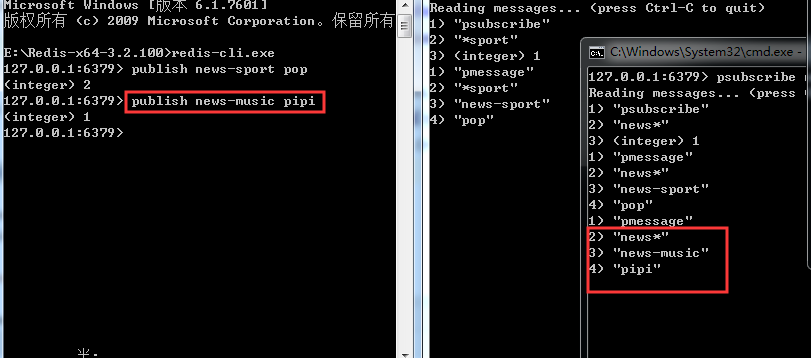 Microsoft Windows [版本 6.1.7601]
版权所有 (c) 2009 Microsoft Corporation。保留所有
E:\Redis-x64-3.2.100>redis-cli.exe
127.0.0.1:6379> publish news-sport pop
(integer) 2
127.0.0.1:6379> publish news-music pipi
(integer) 1
127.0.0.1:6379>
半
Reading messages... (press Ctrl-C to quit)
1) "psubscribe"
2) "*sport"
3) (integer) 1
1) "pmessage"
2) "*sport"
3) "news-sport"
4) "pop"
C:\Windows\System32\cmd.exe -
127.0.0.1:6379> psubscribe
Reading messages... (press
1) "psubscribe"
2) "news*"
3) (integer) 1
1) "pmessage"
2) "news*"
3) "news-sport"
4) "pop"
1) "pmessage"
2) "news*"
3) "news-music"
4) "pipi"